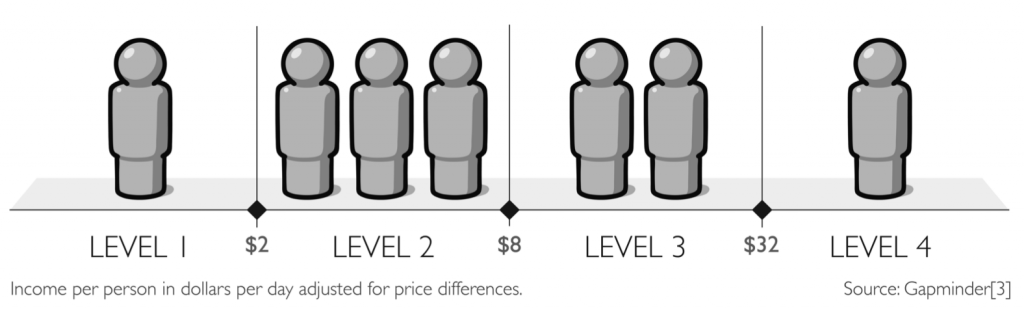 LEVEL 1 $2 LEVEL 2 $8 LEVEL 3 $32 LEVEL 4
Income per person in dollars per day adjusted for price differences. Source: Gapminder[3]